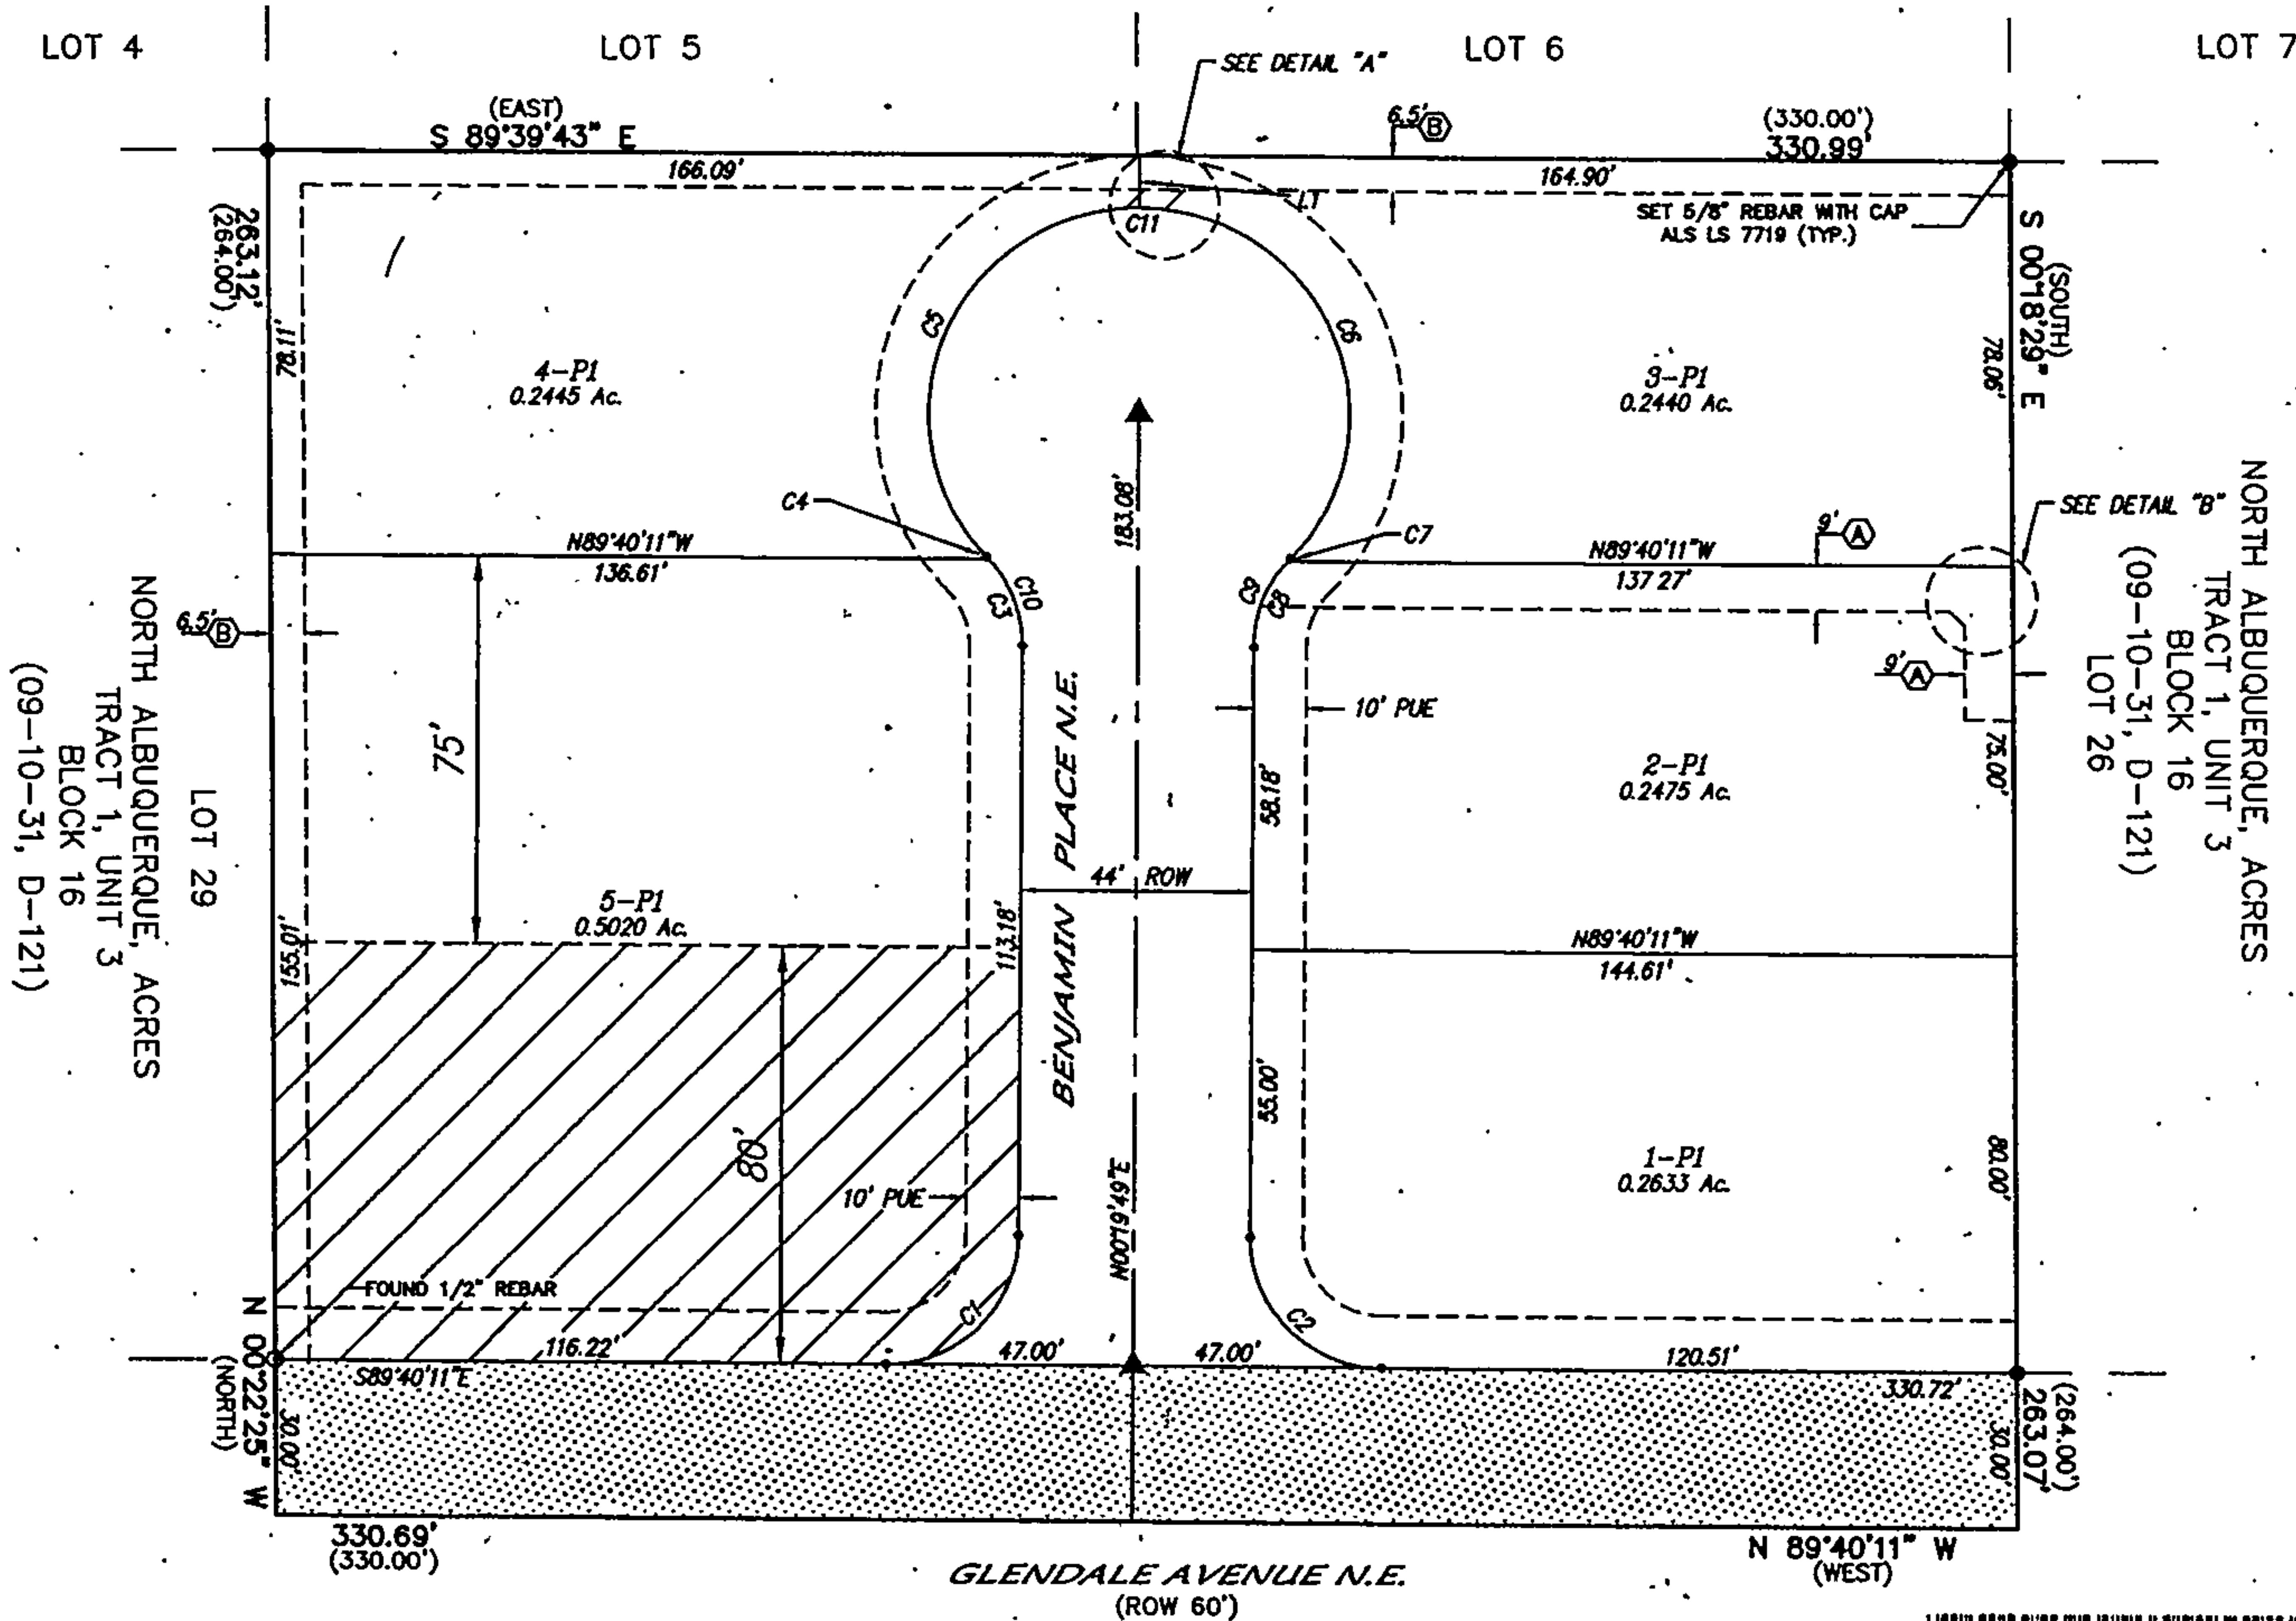 LOT 4
LOT 5
LOT 6
LOT 7
SEE DETAIL "A"
(EAST)
S 89°39'43" E
6.5' B
(330.00')
330.99'
166.09'
164.90'
L1
C11
SET 5/8" REBAR WITH CAP
ALS LS 7719 (TYP.)
263.12'
(264.00')
78.11'
(SOUTH)
S 00°18'29" E
78.06'
C5
C6
4-P1
0.2445 Ac.
3-P1
0.2440 Ac.
183.08'
C4
C7
SEE DETAIL "B"
9' A
N89°40'11"W
136.61'
N89°40'11"W
137.27'
C10
C3
C9
C8
6.5' B
9' A
75'
10' PUE
75.00'
2-P1
0.2475 Ac.
58.18'
NORTH ALBUQUERQUE, ACRES
TRACT 1, UNIT 3
BLOCK 16
(09-10-31, D-121)
LOT 26
LOT 29
NORTH ALBUQUERQUE, ACRES
TRACT 1, UNIT 3
BLOCK 16
(09-10-31, D-121)
BENJAMIN PLACE N.E.
44' ROW
5-P1
0.5020 Ac.
113.18'
155.10'
N89°40'11"W
144.61'
55.00'
80.00'
1-P1
0.2633 Ac.
80'
10' PUE
N00°19'49"E
FOUND 1/2" REBAR
C1
C2
116.22'
47.00'
47.00'
120.51'
S89°40'11"E
330.72'
N 00°22'25" W
(NORTH)
30.00'
(264.00')
263.07'
30.00'
330.69'
(330.00')
N 89°40'11" W
(WEST)
GLENDALE AVENUE N.E.
(ROW 60')